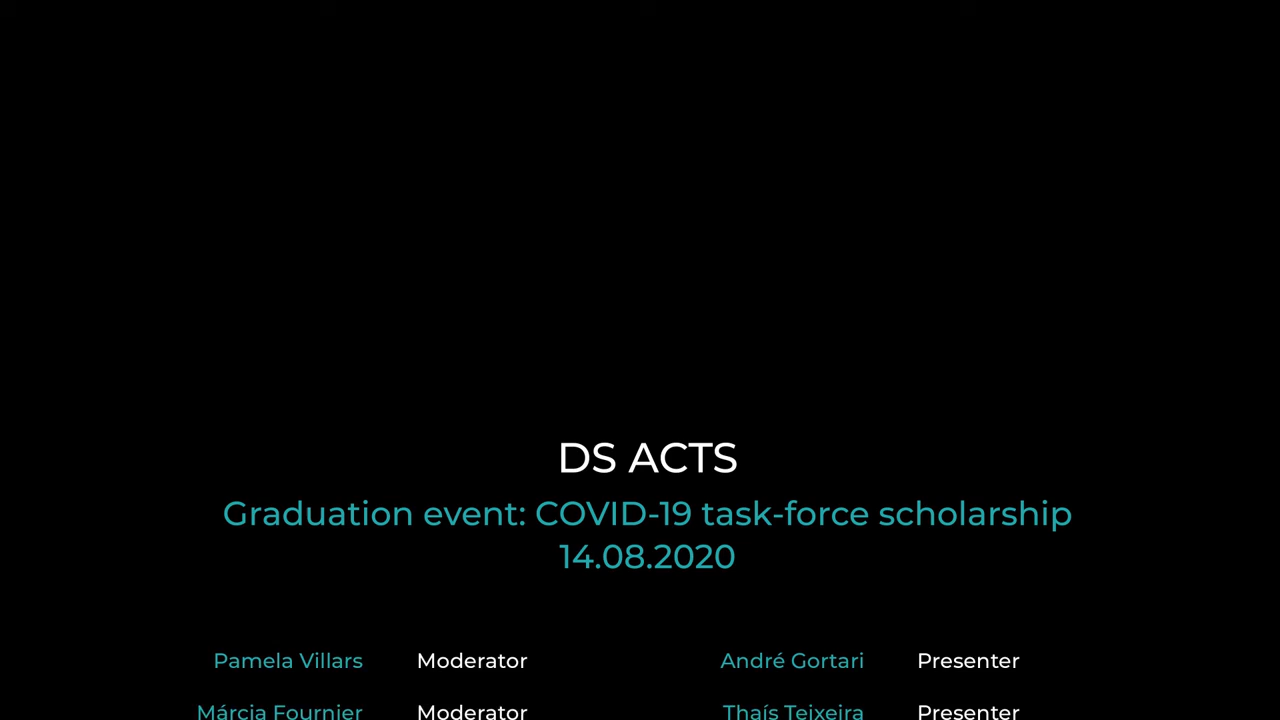 DS ACTS
Graduation event: COVID-19 task-force scholarship
14.08.2020
Pamela Villars Moderator André Gortari Presenter
Márcia Fournier Moderator Thaís Teixeira Presenter